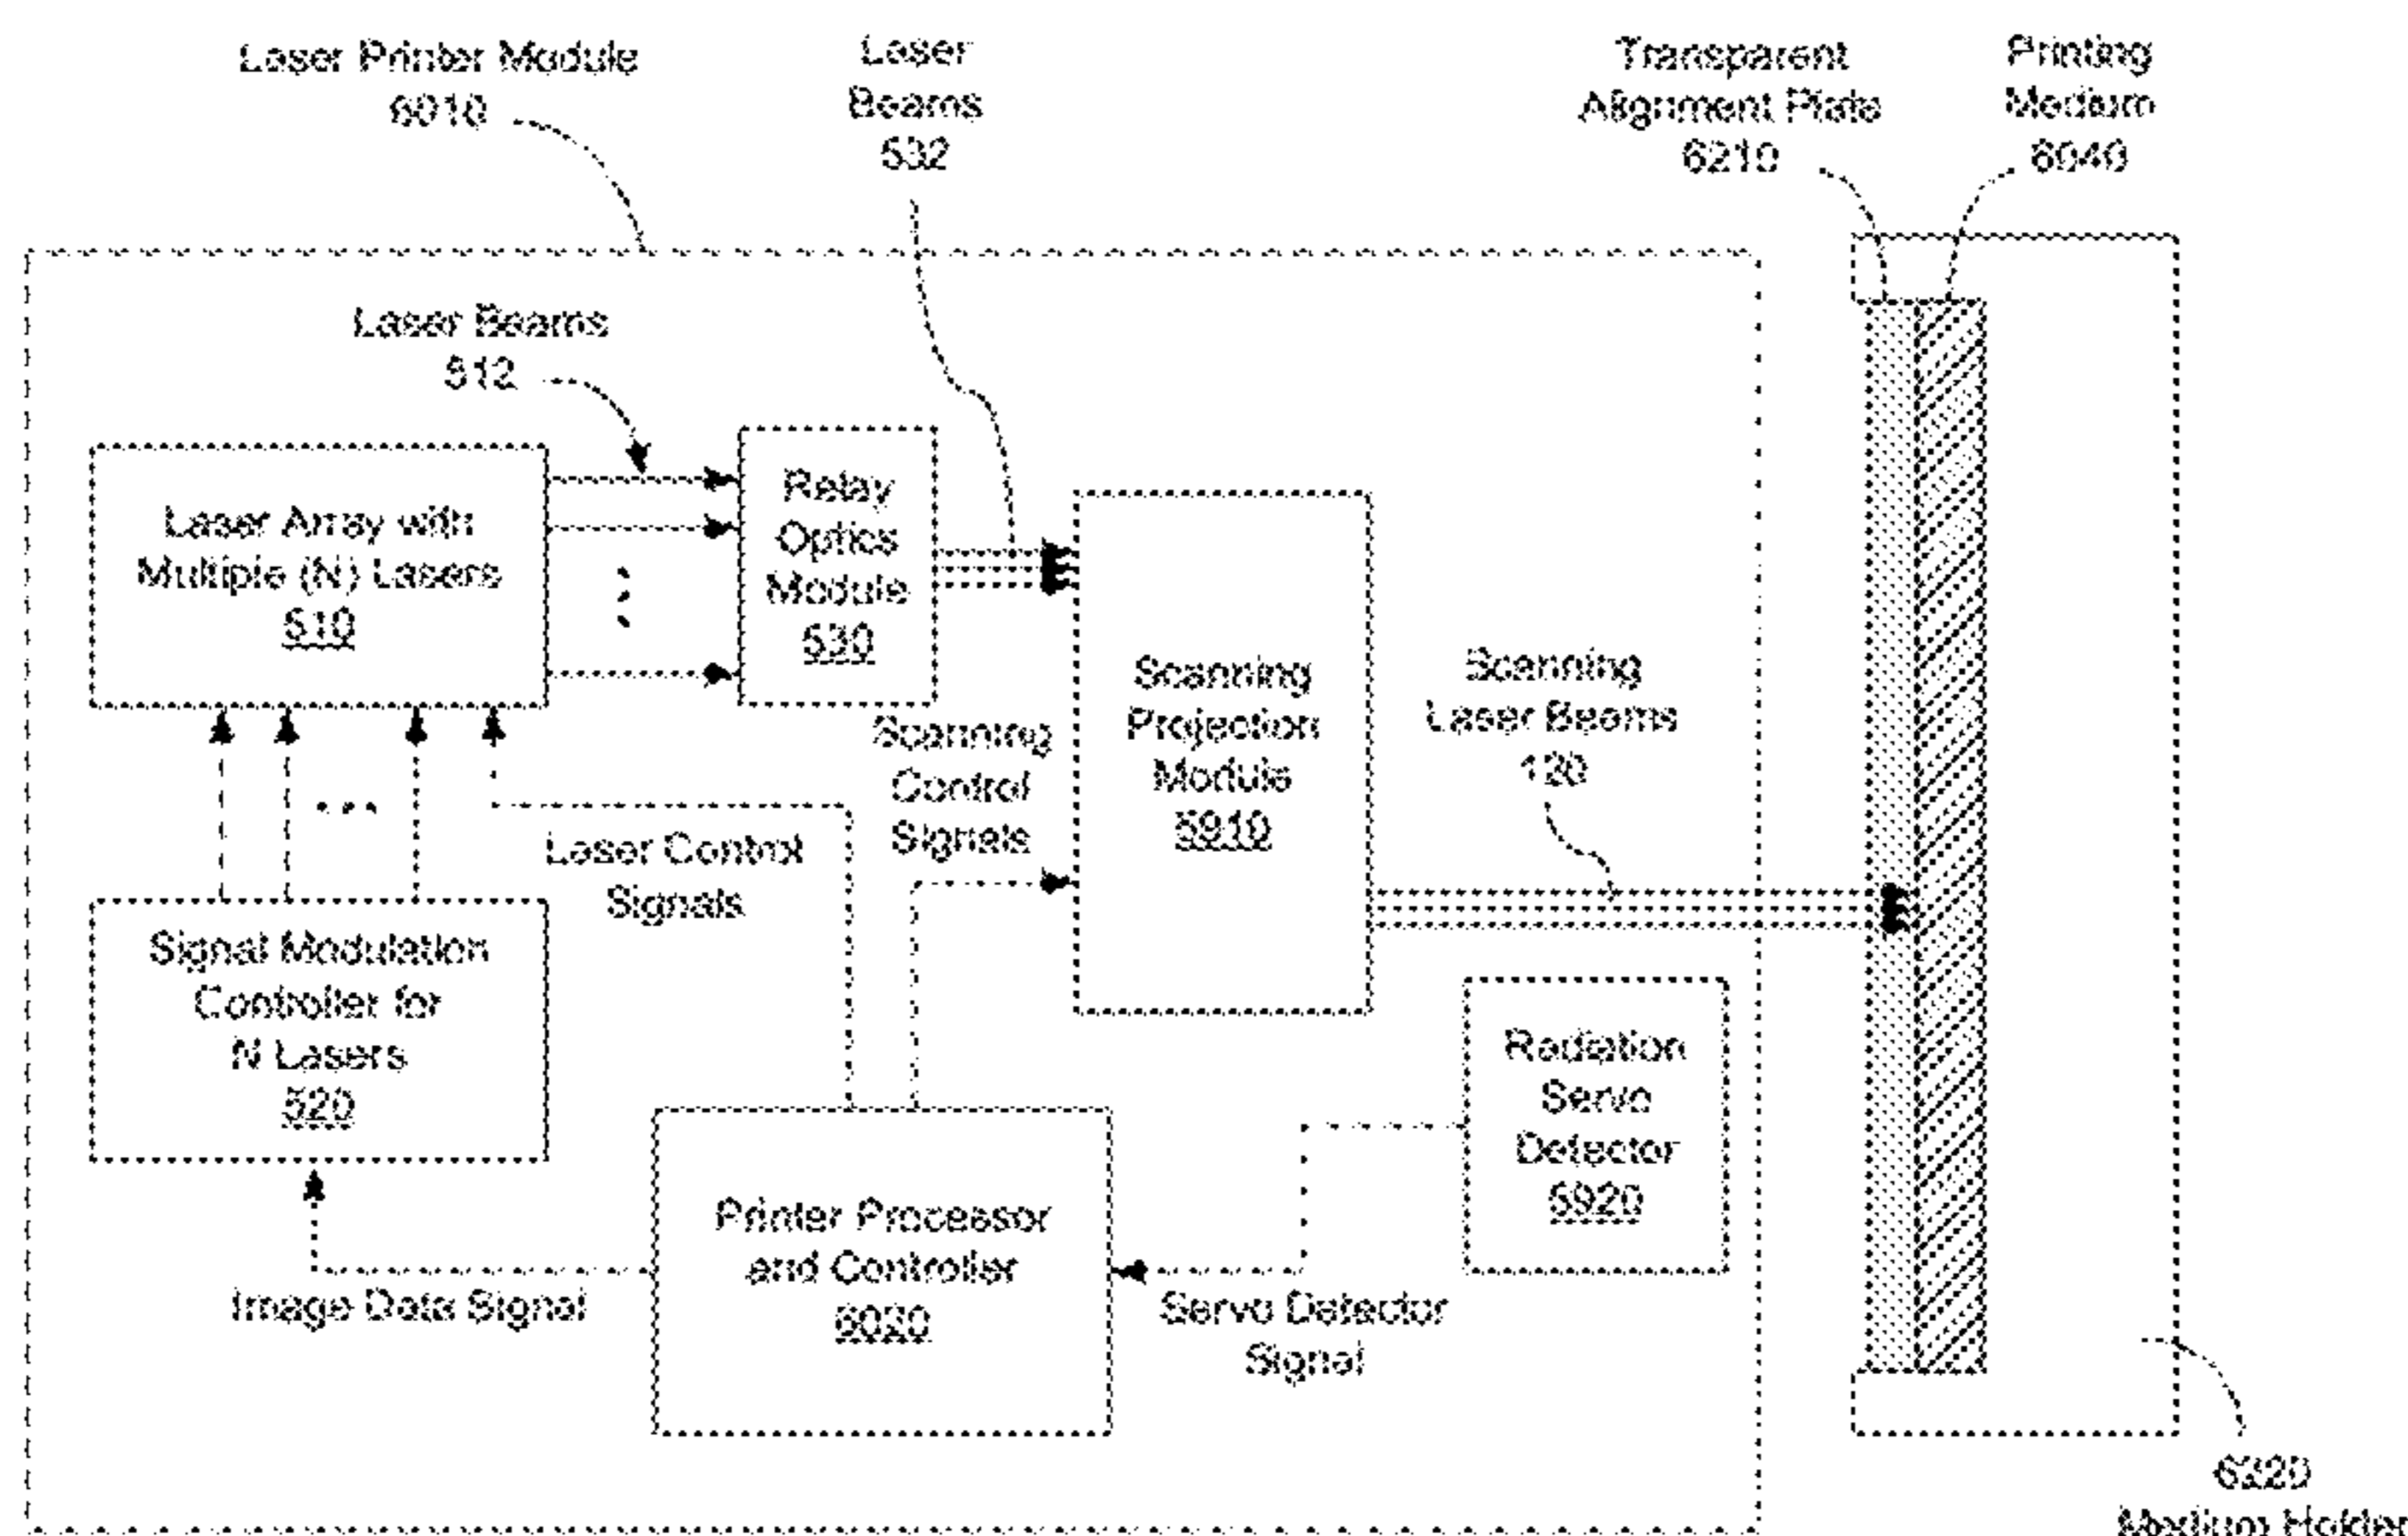 Laser Printer Module
6010
Laser
Beams
532
Transparent
Alignment Plate
6210
Printing
Medium
6040
Laser Beams
512
Laser Array with
Multiple (N) Lasers
510
Relay
Optics
Module
530
Scanning
Projection
Module
5910
Scanning
Laser Beams
120
Scanning
Control
Signals
Laser Control
Signals
Signal Modulation
Controller for
N Lasers
520
Radiation
Servo
Detector
5920
Printer Processor
and Controller
6020
Image Data Signal
Servo Detector
Signal
6320
Medium Holder